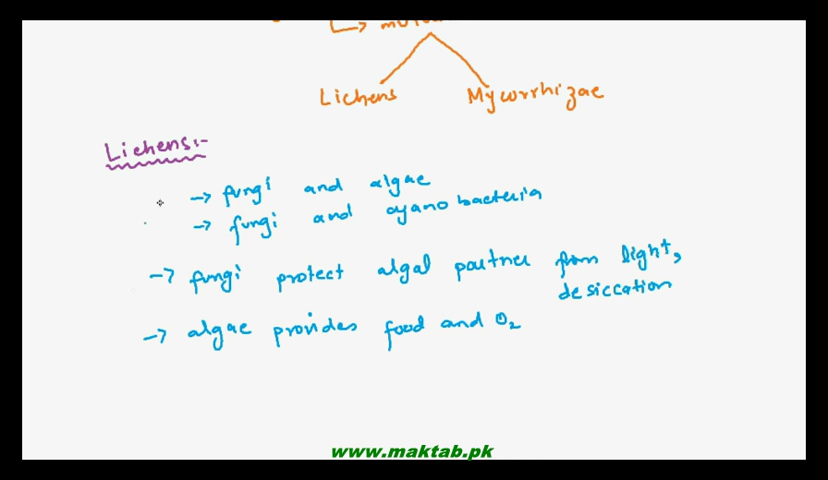 Lichens Mycorrhizae
Lichens:-
→ fungi and algae
→ fungi and cyanobacteria
→ fungi protect algal partner from light,
desiccation
→ algae provides food and O₂
www.maktab.pk